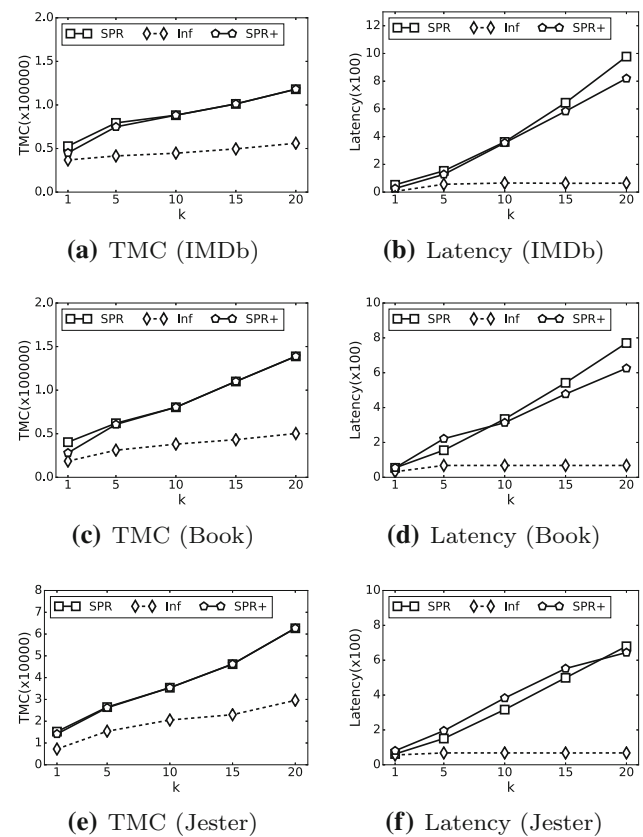 SPR Inf SPR+
TMC(x100000)
2.0
1.5
1.0
0.5
0.0
1 5 10 15 20
k
(a) TMC (IMDb)
SPR Inf SPR+
Latency(x100)
12
10
8
6
4
2
0
1 5 10 15 20
k
(b) Latency (IMDb)
SPR Inf SPR+
TMC(x100000)
2.0
1.5
1.0
0.5
0.0
1 5 10 15 20
k
(c) TMC (Book)
SPR Inf SPR+
Latency(x100)
10
8
6
4
2
0
1 5 10 15 20
k
(d) Latency (Book)
SPR Inf SPR+
TMC(x10000)
8
7
6
5
4
3
2
1
0
1 5 10 15 20
k
(e) TMC (Jester)
SPR Inf SPR+
Latency(x100)
10
8
6
4
2
0
1 5 10 15 20
k
(f) Latency (Jester)